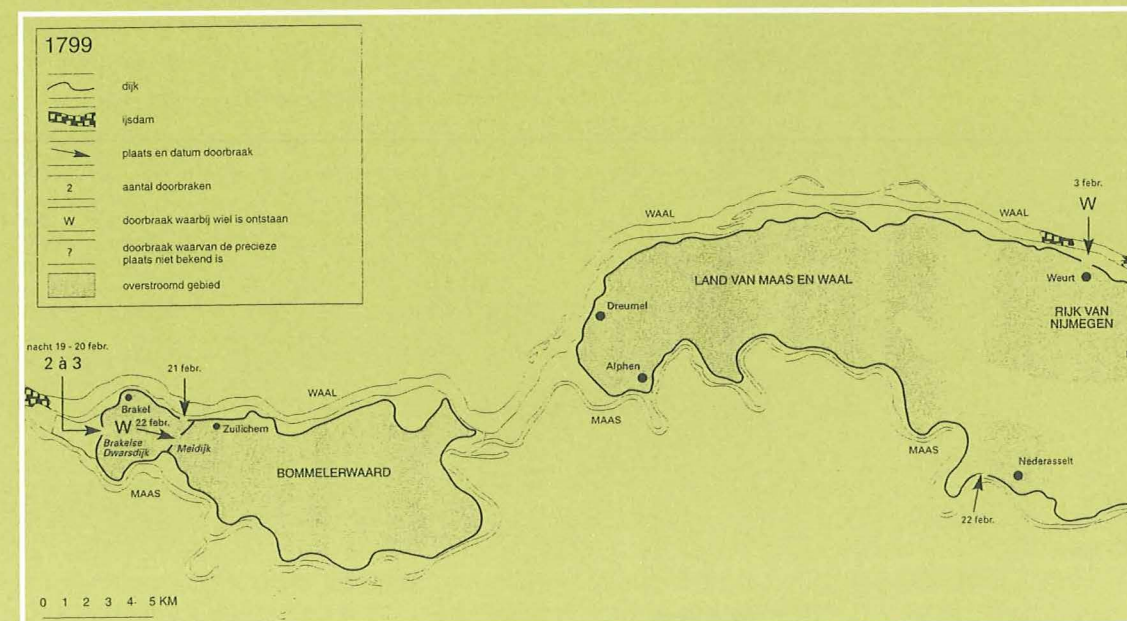 1799
dijk
ijsdam
plaats en datum doorbraak
2
aantal doorbraken
W
doorbraak waarbij wiel is ontstaan
?
doorbraak waarvan de precieze
plaats niet bekend is
overstroomd gebied
nacht 19 - 20 febr.
2 à 3
21 febr.
Brakel
W
22 febr.
Brakelse
Dwarsdijk
Meidijk
Zuilichem
WAAL
MAAS
BOMMELERWAARD
WAAL
WAAL
3 febr.
W
Weurt
LAND VAN MAAS EN WAAL
RIJK VAN
NIJMEGEN
Dreumel
Alphen
MAAS
MAAS
Nederasselt
22 febr.
0 1 2 3 4 5 KM